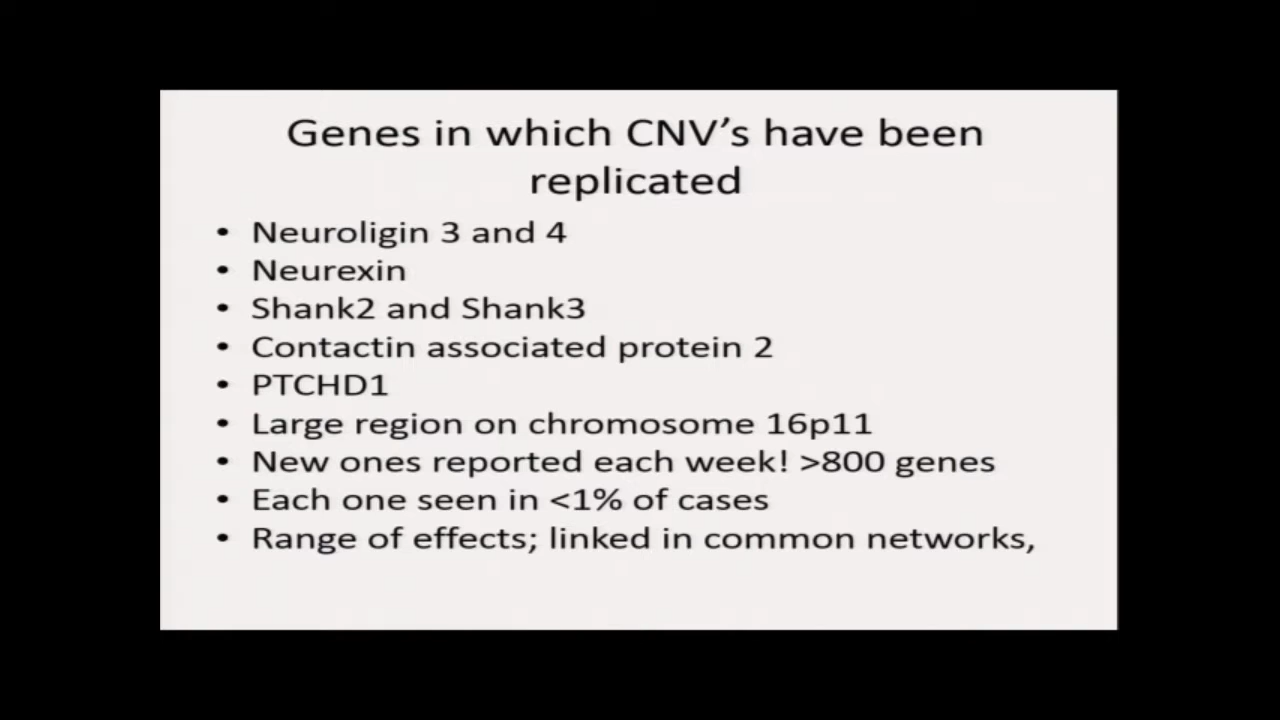 Genes in which CNV's have been
replicated
• Neuroligin 3 and 4
• Neurexin
• Shank2 and Shank3
• Contactin associated protein 2
• PTCHD1
• Large region on chromosome 16p11
• New ones reported each week! >800 genes
• Each one seen in <1% of cases
• Range of effects; linked in common networks,